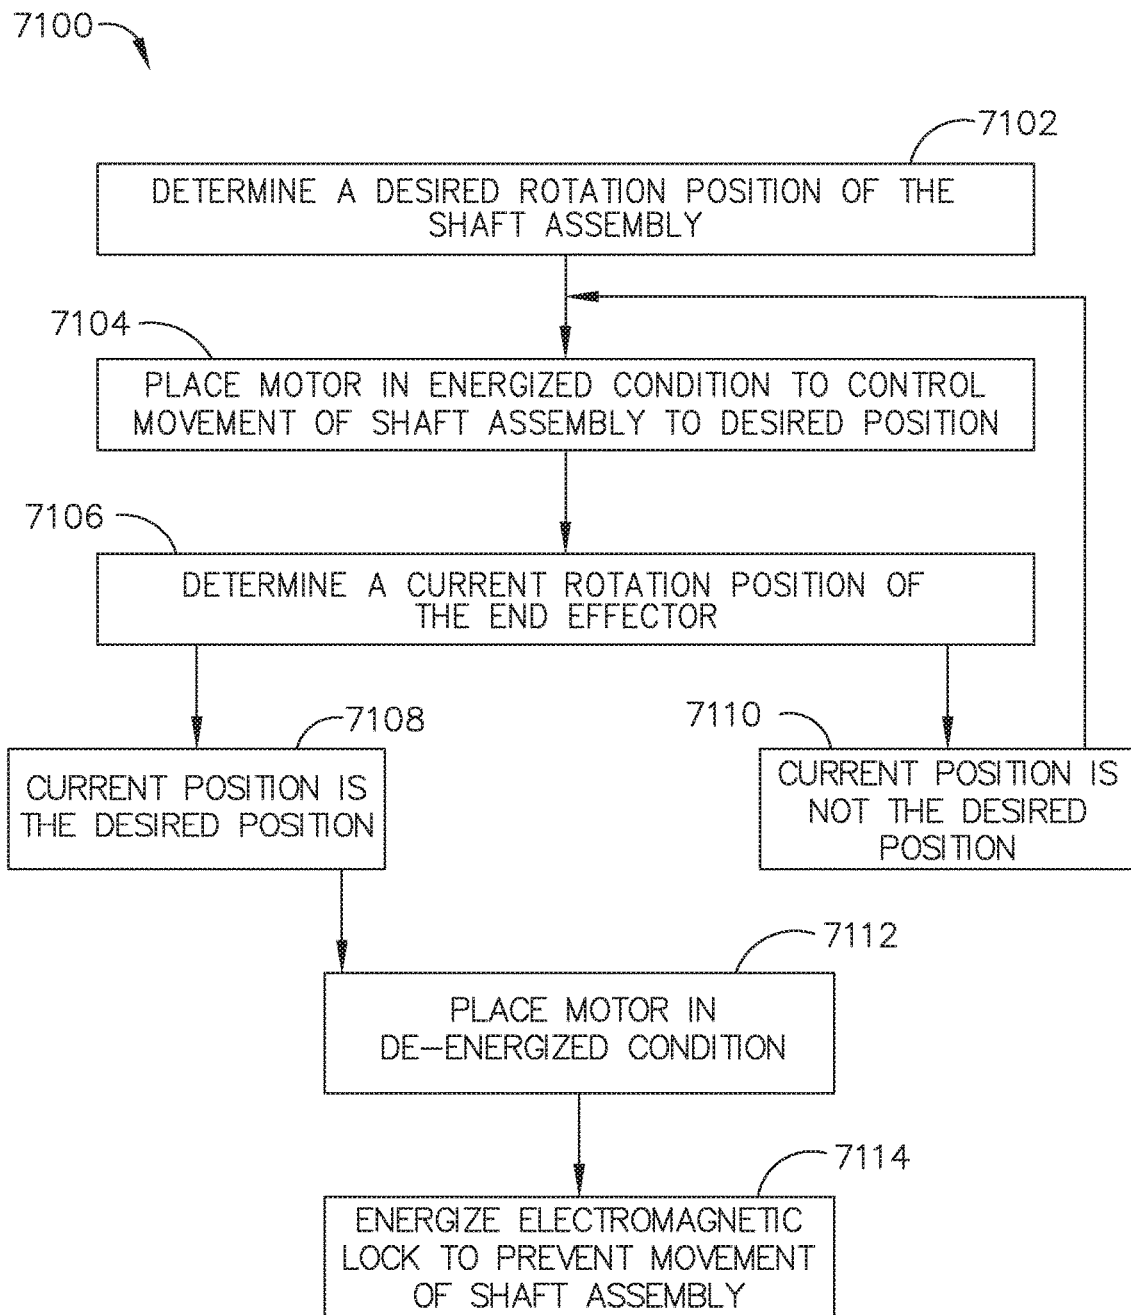 7100
7102
DETERMINE A DESIRED ROTATION POSITION OF THE
SHAFT ASSEMBLY
7104
PLACE MOTOR IN ENERGIZED CONDITION TO CONTROL
MOVEMENT OF SHAFT ASSEMBLY TO DESIRED POSITION
7106
DETERMINE A CURRENT ROTATION POSITION OF
THE END EFFECTOR
7108
CURRENT POSITION IS
THE DESIRED POSITION
7110
CURRENT POSITION IS
NOT THE DESIRED
POSITION
7112
PLACE MOTOR IN
DE-ENERGIZED CONDITION
7114
ENERGIZE ELECTROMAGNETIC
LOCK TO PREVENT MOVEMENT
OF SHAFT ASSEMBLY